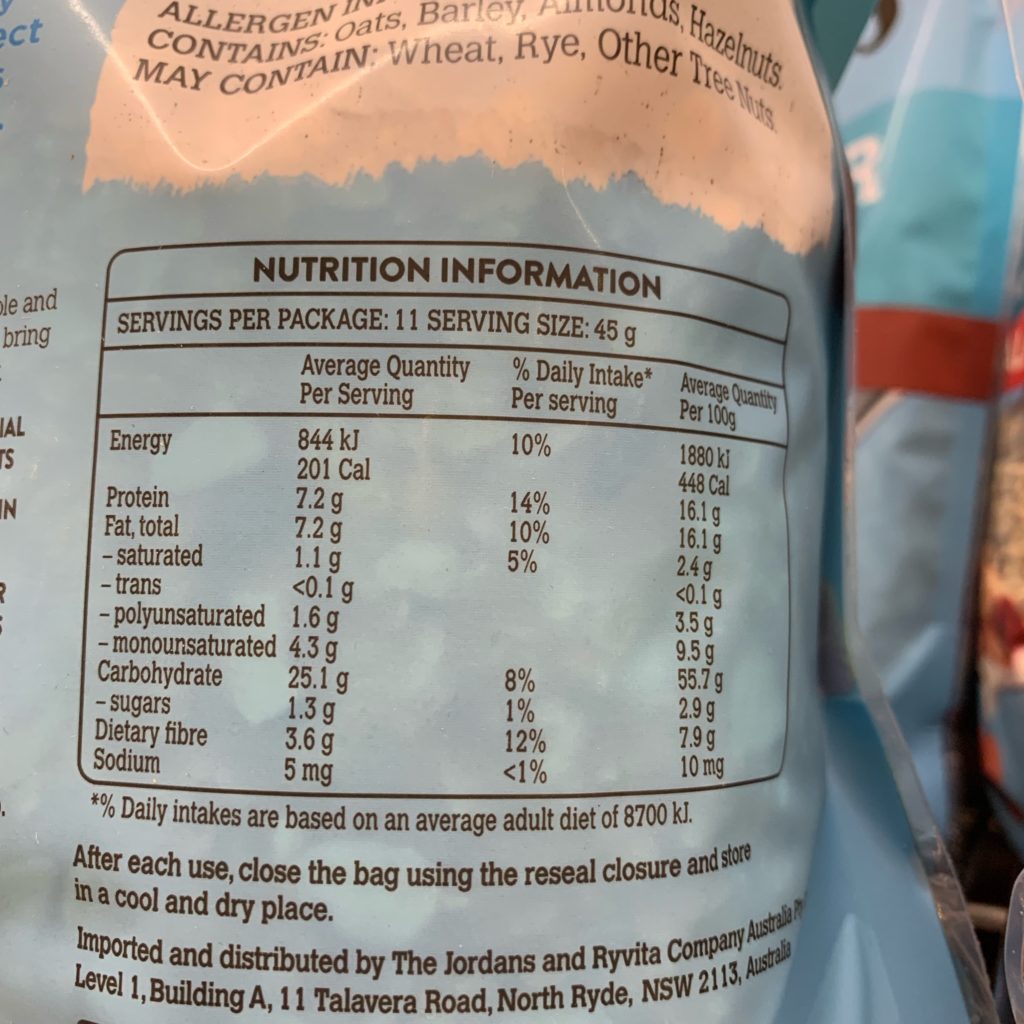 ect
ALLERGEN
CONTAINS: Oats, Barley, Almonds, Hazelnuts.
MAY CONTAIN: Wheat, Rye, Other Tree Nuts.
and
bring
NUTRITION INFORMATION
SERVINGS PER PACKAGE: 11 SERVING SIZE: 45 g
Average Quantity Per Serving % Daily Intake* Per serving Average Quantity Per 100g
Energy 844 kJ 10% 1880 kJ
201 Cal 448 Cal
Protein 7.2 g 14% 16.1 g
Fat, total 7.2 g 10% 16.1 g
- saturated 1.1 g 5% 2.4 g
- trans <0.1 g <0.1 g
- polyunsaturated 1.6 g 3.5 g
- monounsaturated 4.3 g 9.5 g
Carbohydrate 25.1 g 8% 55.7 g
- sugars 1.3 g 1% 2.9 g
Dietary fibre 3.6 g 12% 7.9 g
Sodium 5 mg <1% 10 mg
*% Daily intakes are based on an average adult diet of 8700 kJ.
After each use, close the bag using the reseal closure and store
in a cool and dry place.
Imported and distributed by The Jordans and Ryvita Company Australia
Level 1, Building A, 11 Talavera Road, North Ryde, NSW 2113, Australia